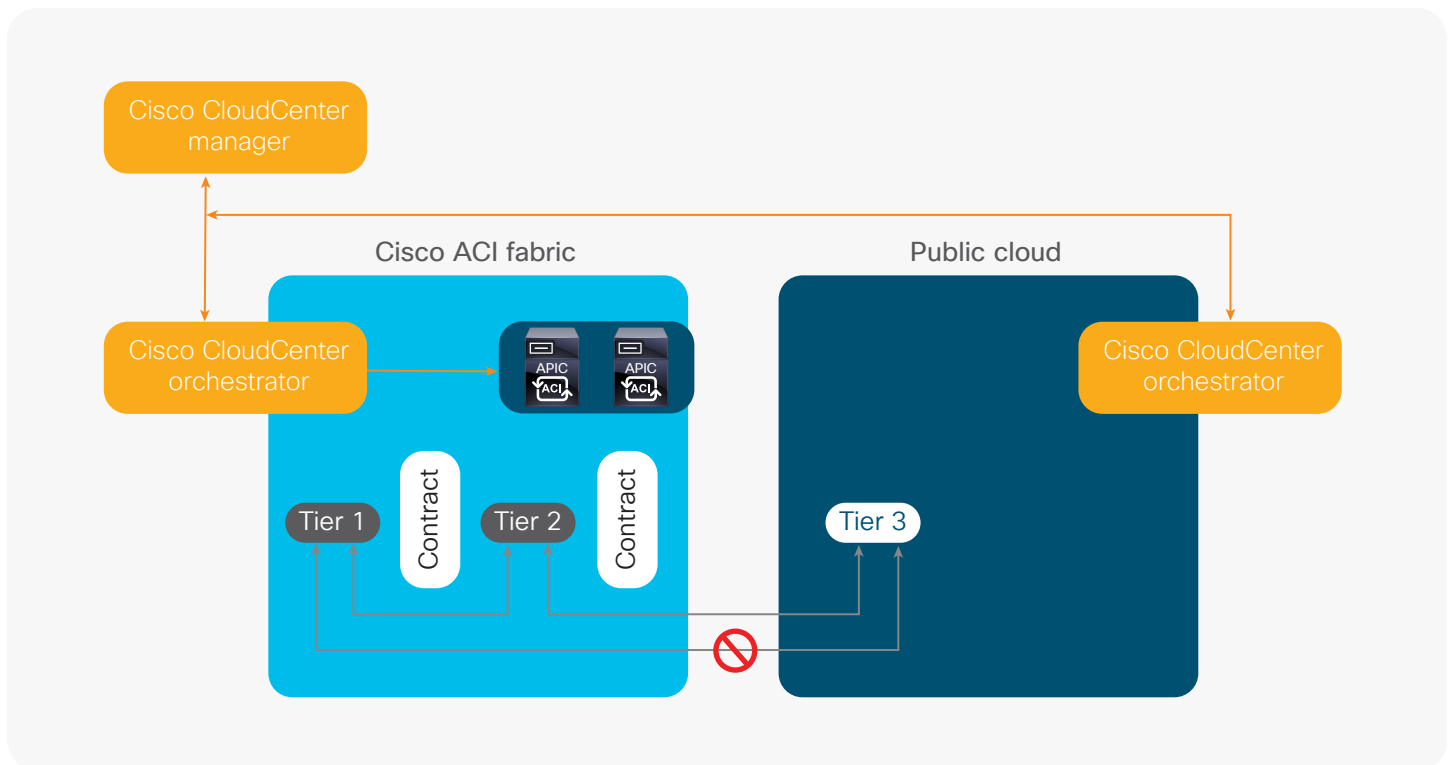 Cisco CloudCenter
manager
Cisco ACI fabric
Public cloud
Cisco CloudCenter
orchestrator
APIC
ACI
APIC
ACI
Cisco CloudCenter
orchestrator
Tier 1
Contract
Tier 2
Contract
Tier 3